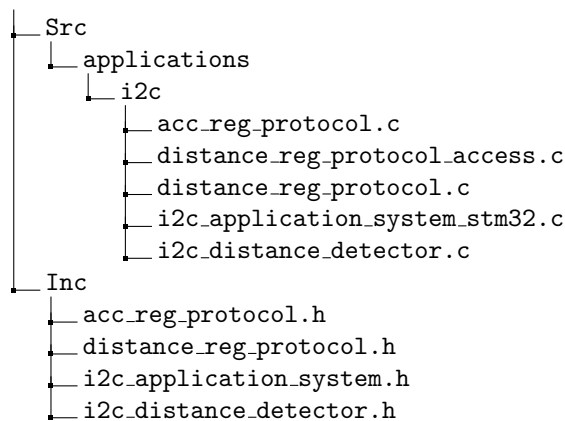 Src
applications
i2c
acc_reg_protocol.c
distance_reg_protocol_access.c
distance_reg_protocol.c
i2c_application_system_stm32.c
i2c_distance_detector.c
Inc
acc_reg_protocol.h
distance_reg_protocol.h
i2c_application_system.h
i2c_distance_detector.h